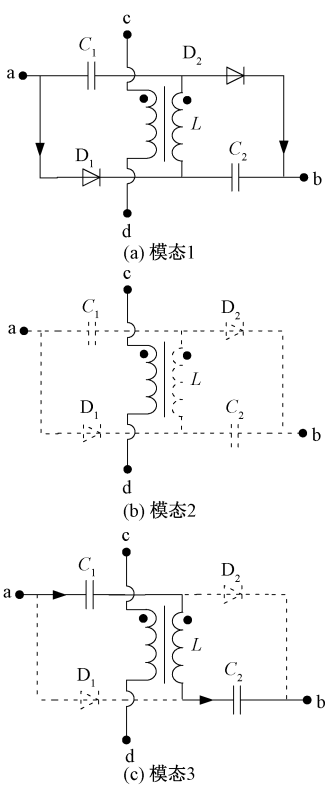 c
C₁
D₂
a
L
D₁
C₂
b
d
(a) 模态1
c
C₁
D₂
a
L
D₁
C₂
b
d
(b) 模态2
c
C₁
D₂
a
L
D₁
C₂
b
d
(c) 模态3